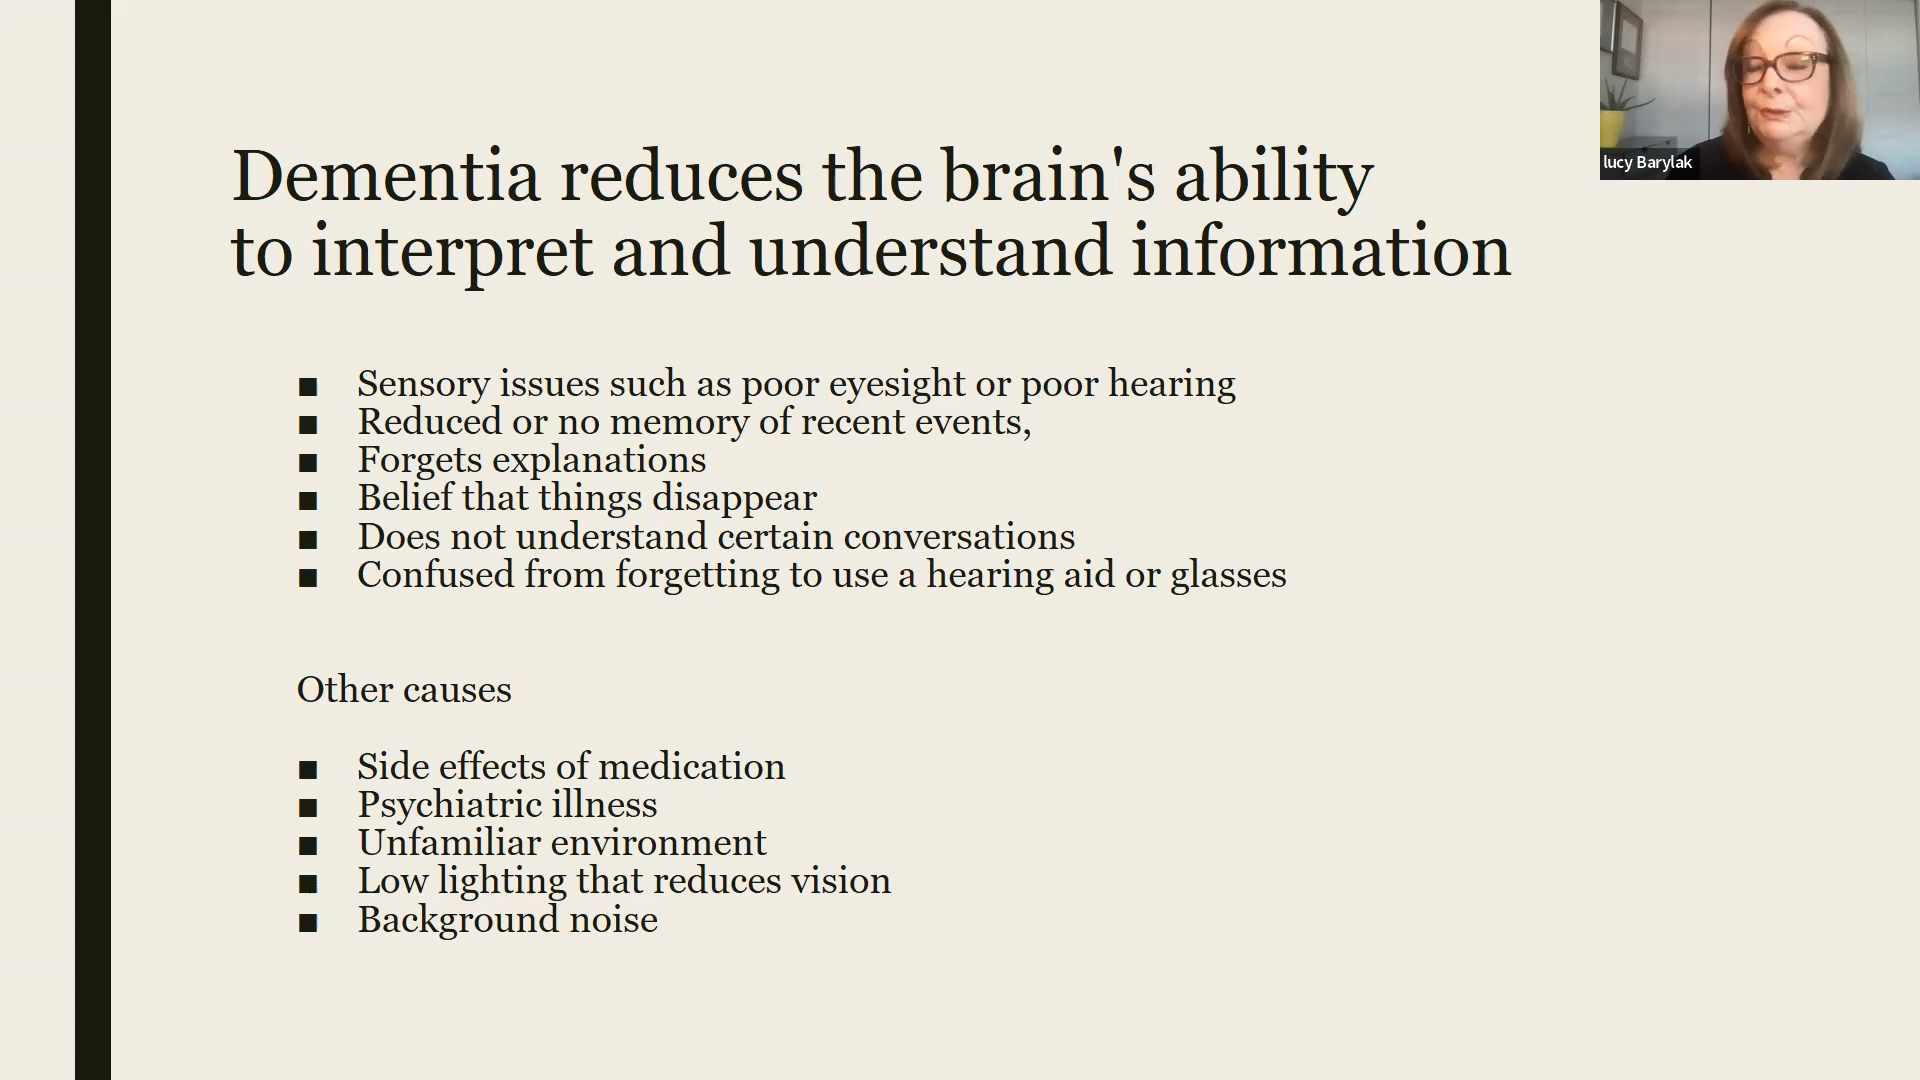 Dementia reduces the brain's ability
to interpret and understand information
■ Sensory issues such as poor eyesight or poor hearing
■ Reduced or no memory of recent events,
■ Forgets explanations
■ Belief that things disappear
■ Does not understand certain conversations
■ Confused from forgetting to use a hearing aid or glasses
Other causes
■ Side effects of medication
■ Psychiatric illness
■ Unfamiliar environment
■ Low lighting that reduces vision
■ Background noise
lucy Barylak